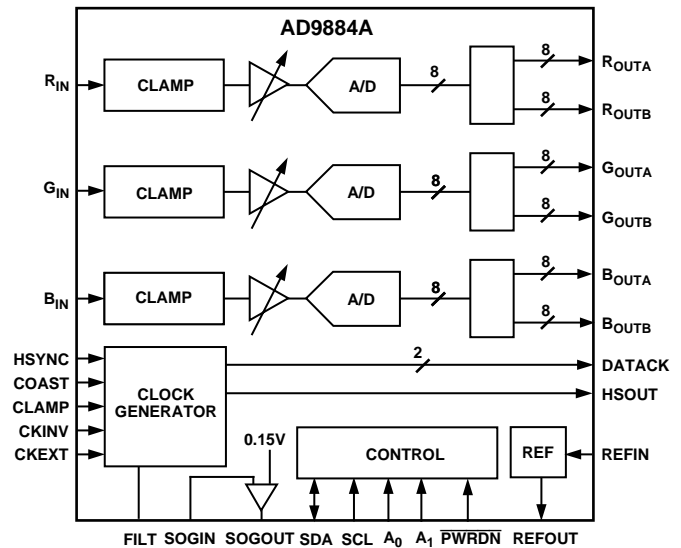 AD9884A
R_IN
CLAMP
A/D
8
8
R_OUTA
8
R_OUTB
G_IN
CLAMP
A/D
8
8
G_OUTA
8
G_OUTB
B_IN
CLAMP
A/D
8
8
B_OUTA
8
B_OUTB
HSYNC
COAST
CLAMP
CKINV
CKEXT
CLOCK
GENERATOR
2
DATACK
HSOUT
0.15V
CONTROL
REF
REFIN
FILT SOGIN SOGOUT SDA SCL A0 A1 PWRDN REFOUT